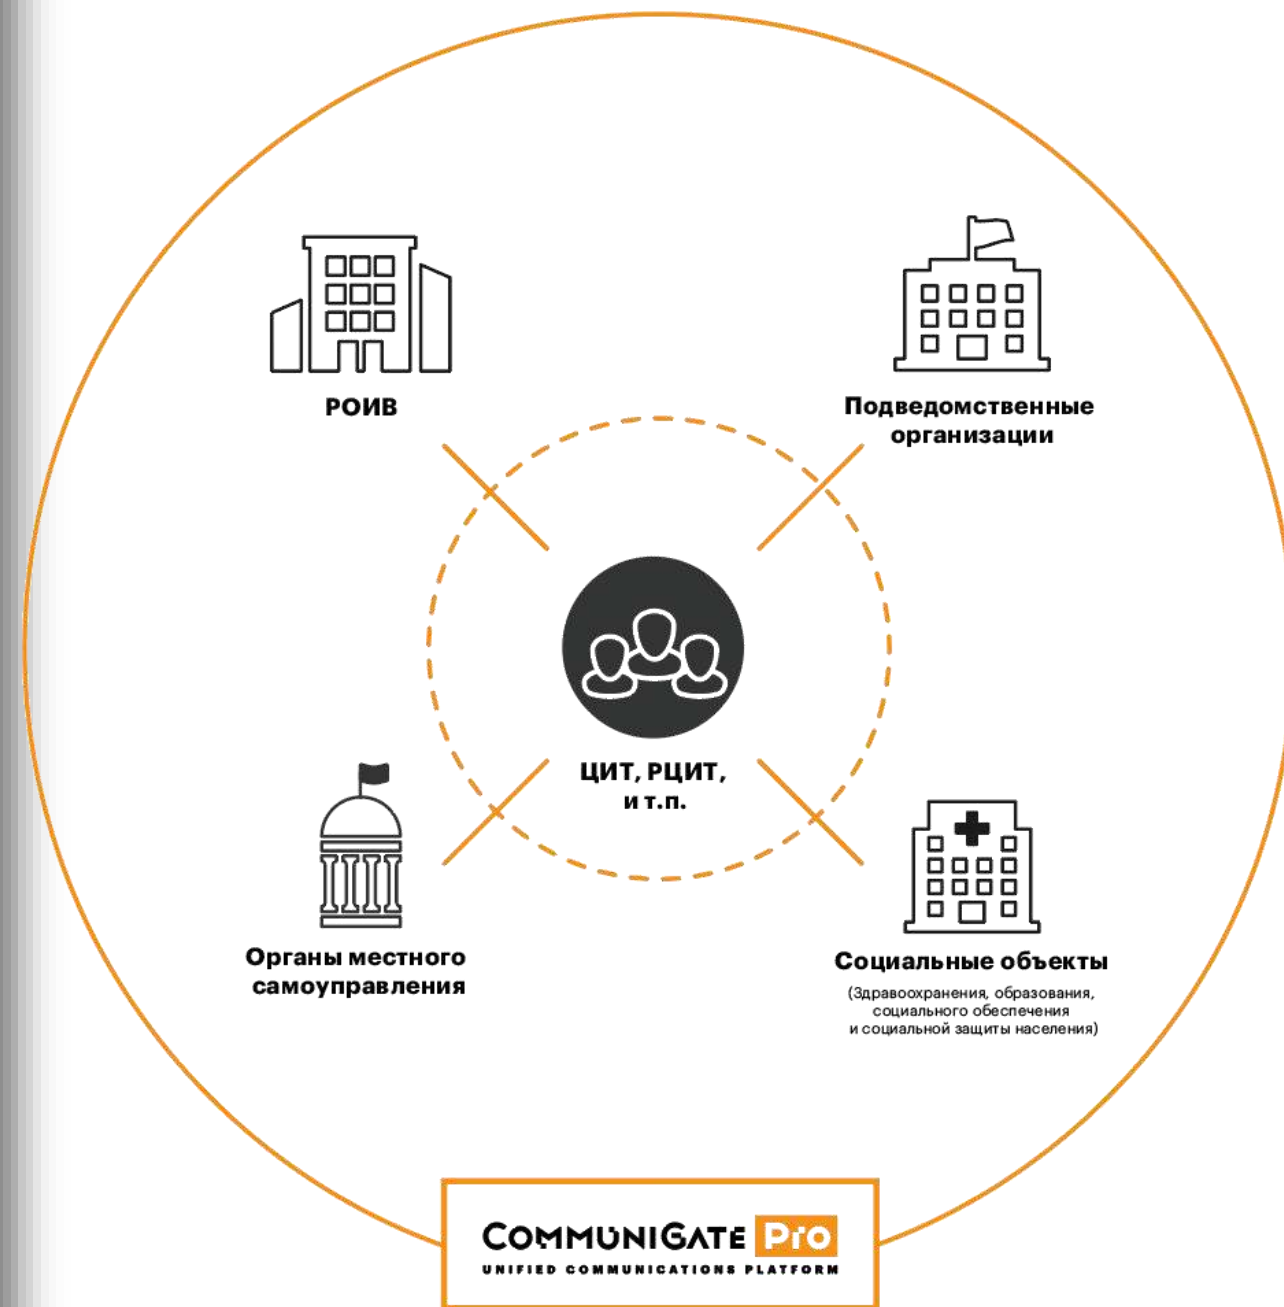 РОИВ
Подведомственные
организации
ЦИТ, РЦИТ,
и т.п.
Органы местного
самоуправления
Социальные объекты
(Здравоохранения, образования,
социального обеспечения
и социальной защиты населения)
COMMUNIGATE Pro
UNIFIED COMMUNICATIONS PLATFORM